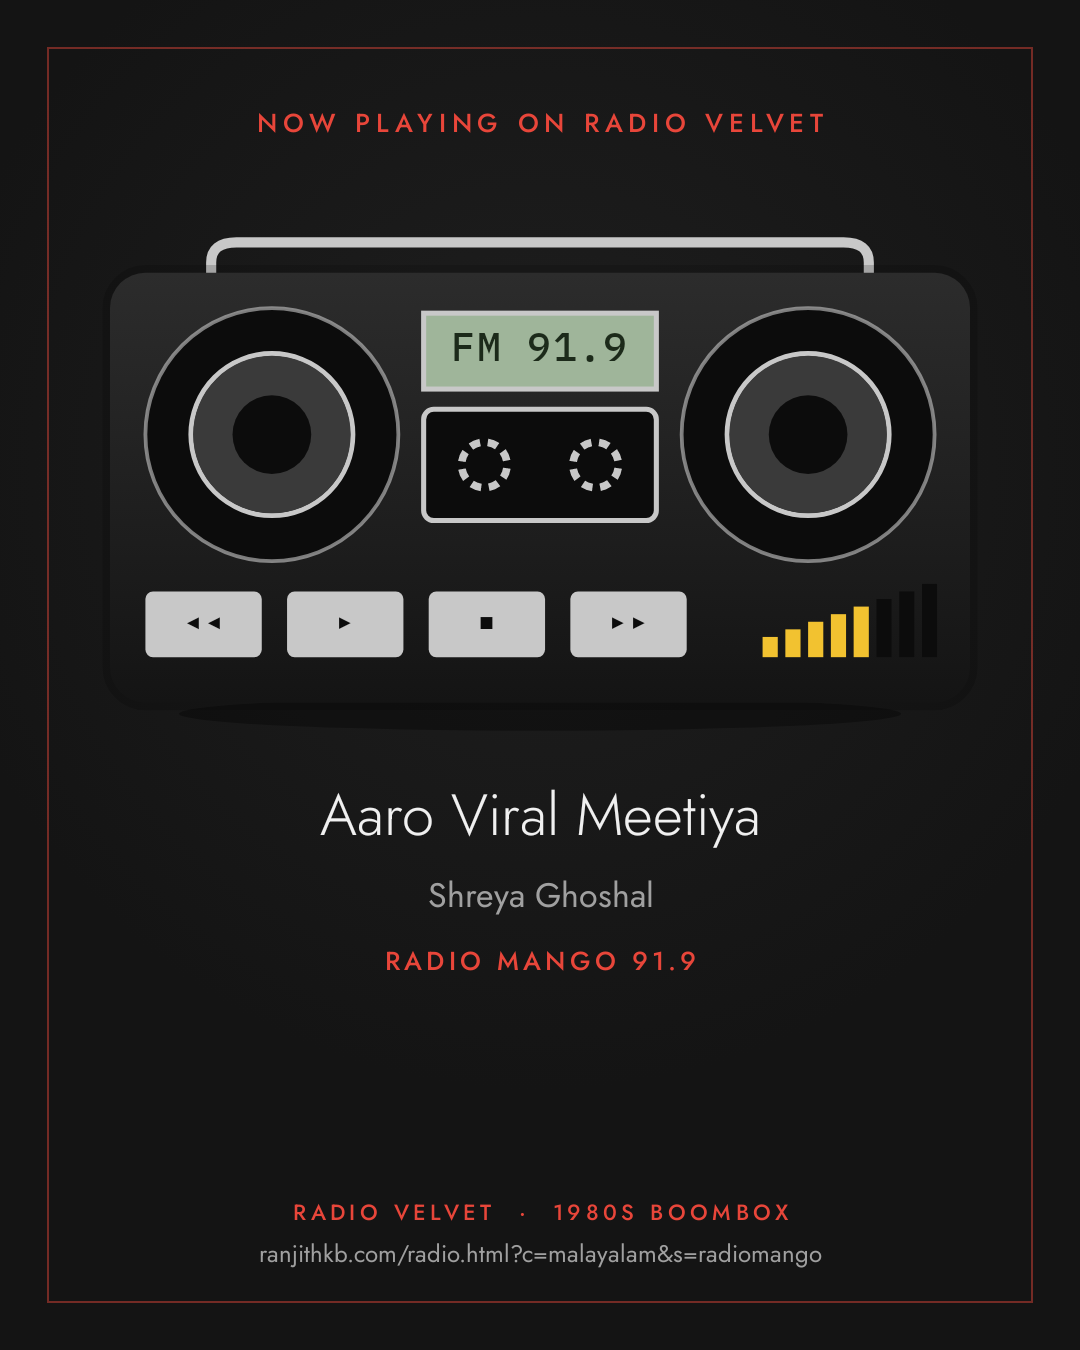 NOW PLAYING ON RADIO VELVET
FM 91.9
Aaro Viral Meetiya
Shreya Ghoshal
RADIO MANGO 91.9
RADIO VELVET · 1980S BOOMBOX
ranjithkb.com/radio.html?c=malayalam&s=radiomango